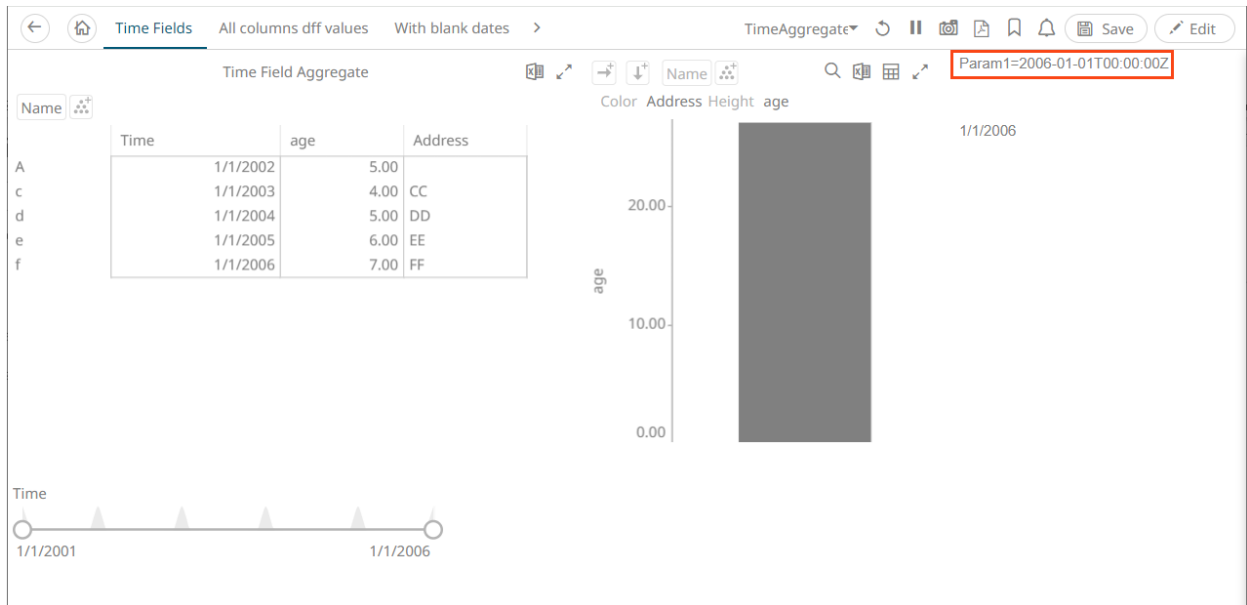 Time Fields All columns dff values With blank dates TimeAggregate Save Edit
Time Field Aggregate
Name
Param1=2006-01-01T00:00:00Z
Name
Color Address Height age
Time age Address
A 1/1/2002 5.00
c 1/1/2003 4.00 CC
d 1/1/2004 5.00 DD
e 1/1/2005 6.00 EE
f 1/1/2006 7.00 FF
20.00
10.00
0.00
age
1/1/2006
Time
1/1/2001 1/1/2006